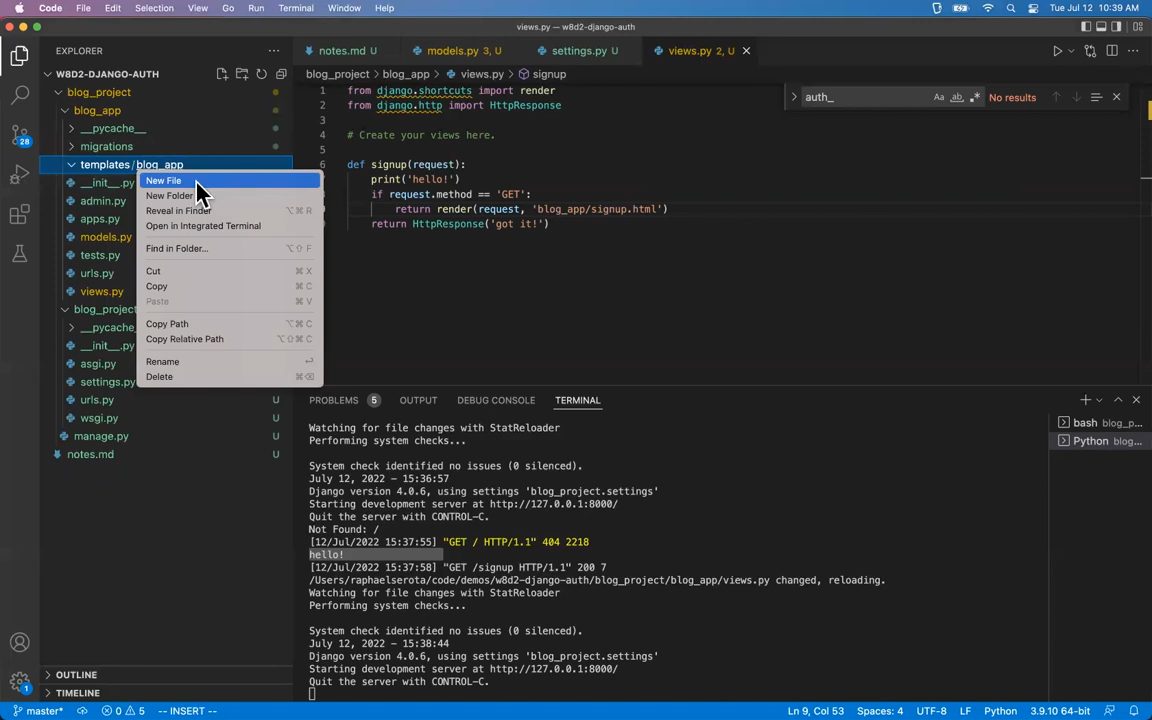 Code File Edit Selection View Go Run Terminal Window Help
Tue Jul 12 10:39 AM
views.py — w8d2-django-auth
EXPLORER
W8D2-DJANGO-AUTH
blog_project
blog_app
__pycache__
migrations
templates/blog_app
__init__.py
admin.py
apps.py
models.py
tests.py
urls.py
views.py
blog_project
__pycache_
__init__.py
asgi.py
settings.py
urls.py U
wsgi.py U
manage.py U
notes.md U
OUTLINE
TIMELINE
28
1
New File
New Folder
Reveal in Finder ⌥⌘ R
Open in Integrated Terminal
Find in Folder... ⌥⇧ F
Cut ⌘ X
Copy ⌘ C
Paste ⌘ V
Copy Path ⌥⌘ C
Copy Relative Path ⌥⇧⌘ C
Rename ⏎
Delete ⌘⌫
notes.md U models.py 3, U settings.py U views.py 2, U
blog_project > blog_app > views.py > signup
auth_ Aa ab No results
1 from django.shortcuts import render
2 from django.http import HttpResponse
3
4 # Create your views here.
5
6 def signup(request):
print('hello!')
if request.method == 'GET':
return render(request, 'blog_app/signup.html')
return HttpResponse('got it!')
PROBLEMS 5 OUTPUT DEBUG CONSOLE TERMINAL
Watching for file changes with StatReloader
Performing system checks...
System check identified no issues (0 silenced).
July 12, 2022 - 15:36:57
Django version 4.0.6, using settings 'blog_project.settings'
Starting development server at http://127.0.0.1:8000/
Quit the server with CONTROL-C.
Not Found: /
[12/Jul/2022 15:37:55] "GET / HTTP/1.1" 404 2218
hello!
[12/Jul/2022 15:37:58] "GET /signup HTTP/1.1" 200 7
/Users/raphaelserota/code/demos/w8d2-django-auth/blog_project/blog_app/views.py changed, reloading.
Watching for file changes with StatReloader
Performing system checks...
System check identified no issues (0 silenced).
July 12, 2022 - 15:38:44
Django version 4.0.6, using settings 'blog_project.settings'
Starting development server at http://127.0.0.1:8000/
Quit the server with CONTROL-C.
bash blog_p...
Python blog...
master* 0 5 -- INSERT --
Ln 9, Col 53 Spaces: 4 UTF-8 LF Python 3.9.10 64-bit